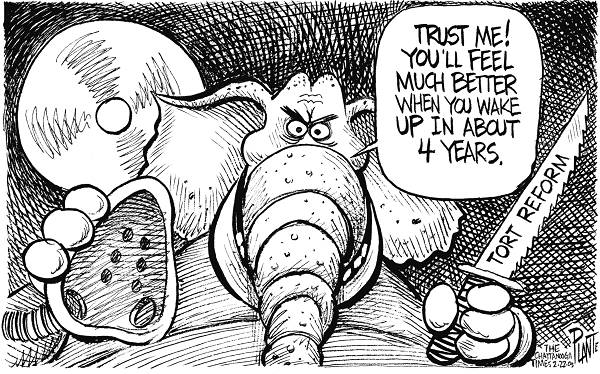 TRUST ME!
YOU'LL FEEL
MUCH BETTER
WHEN YOU WAKE
UP IN ABOUT
4 YEARS.
TORT REFORM
THE
CHATTANOOGA
TIMES 2-22-05
PLANTE